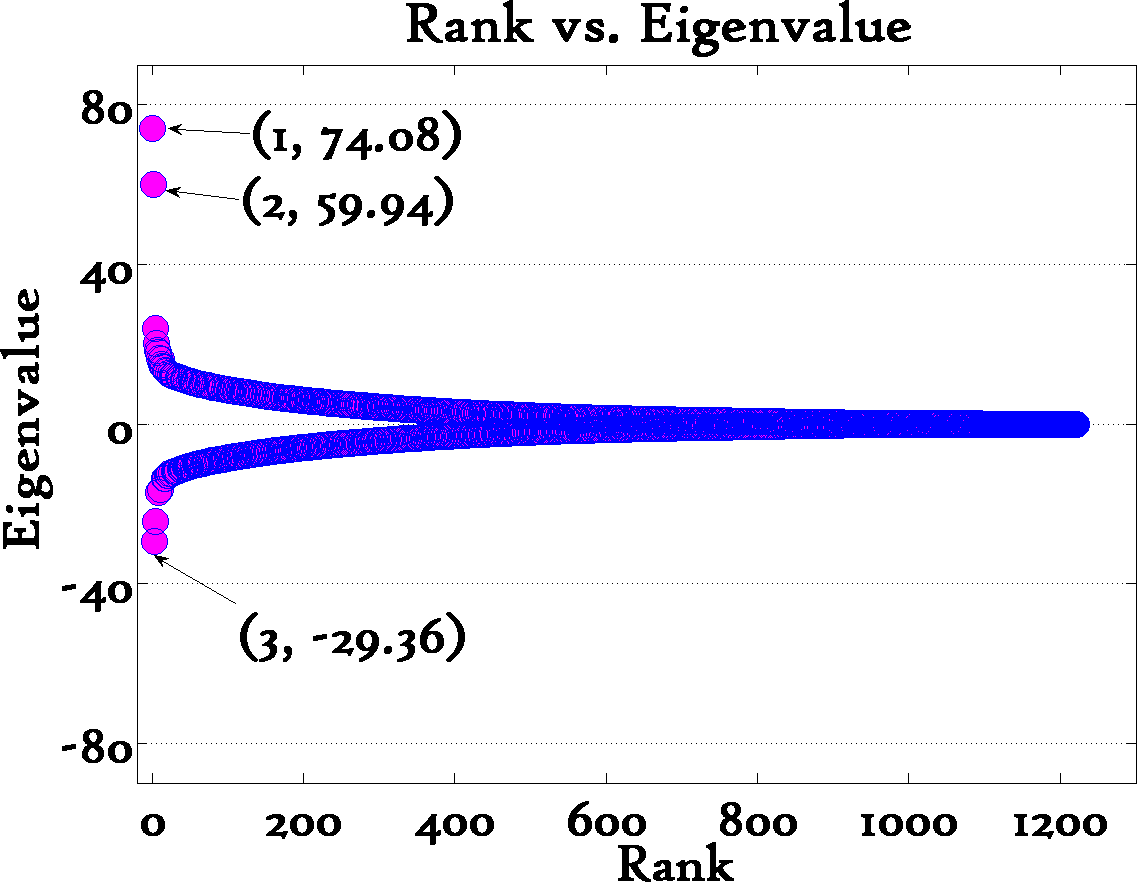 Rank vs. Eigenvalue
80
(1, 74.08)
(2, 59.94)
40
Eigenvalue
0
-40
(3, -29.36)
-80
0 200 400 600 800 1000 1200
Rank